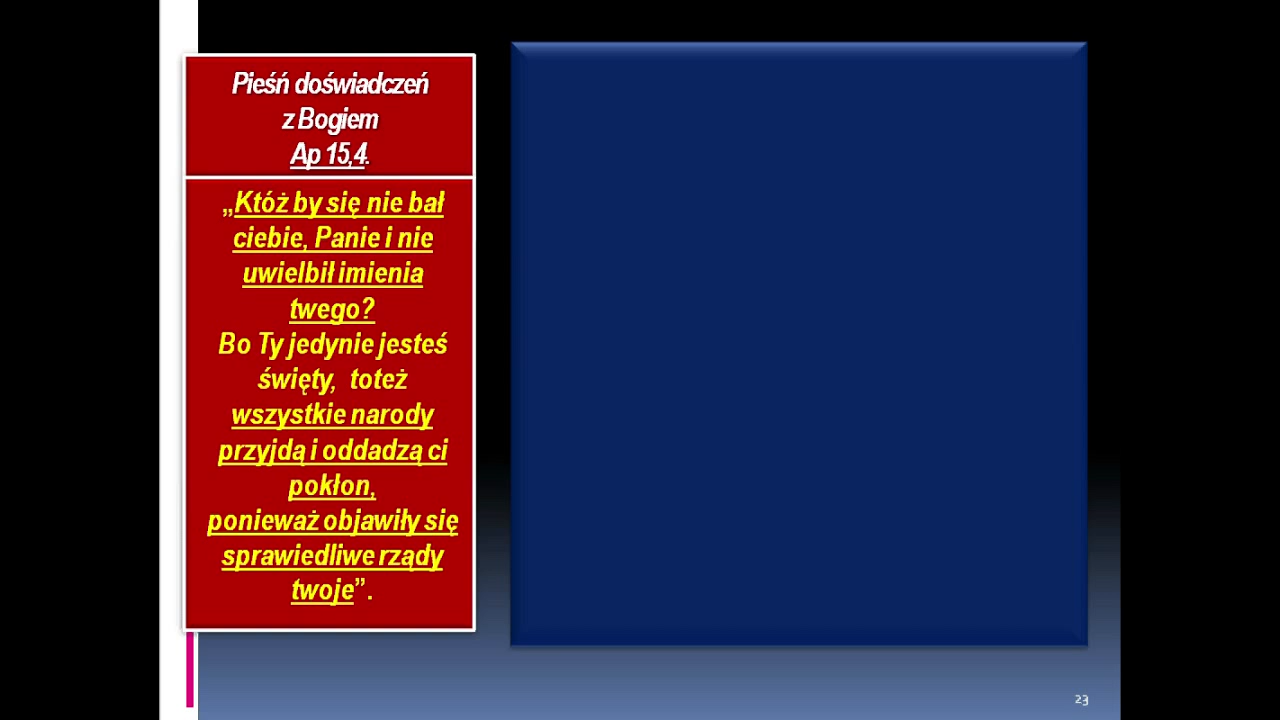 Pieśń doświadczeń
z Bogiem
Ap 15,4.
„Któż by się nie bał
ciebie, Panie i nie
uwielbił imienia
twego?
Bo Ty jedynie jesteś
święty, toteż
wszystkie narody
przyjdą i oddadzą ci
pokłon,
ponieważ objawiły się
sprawiedliwe rządy
twoje”.
23